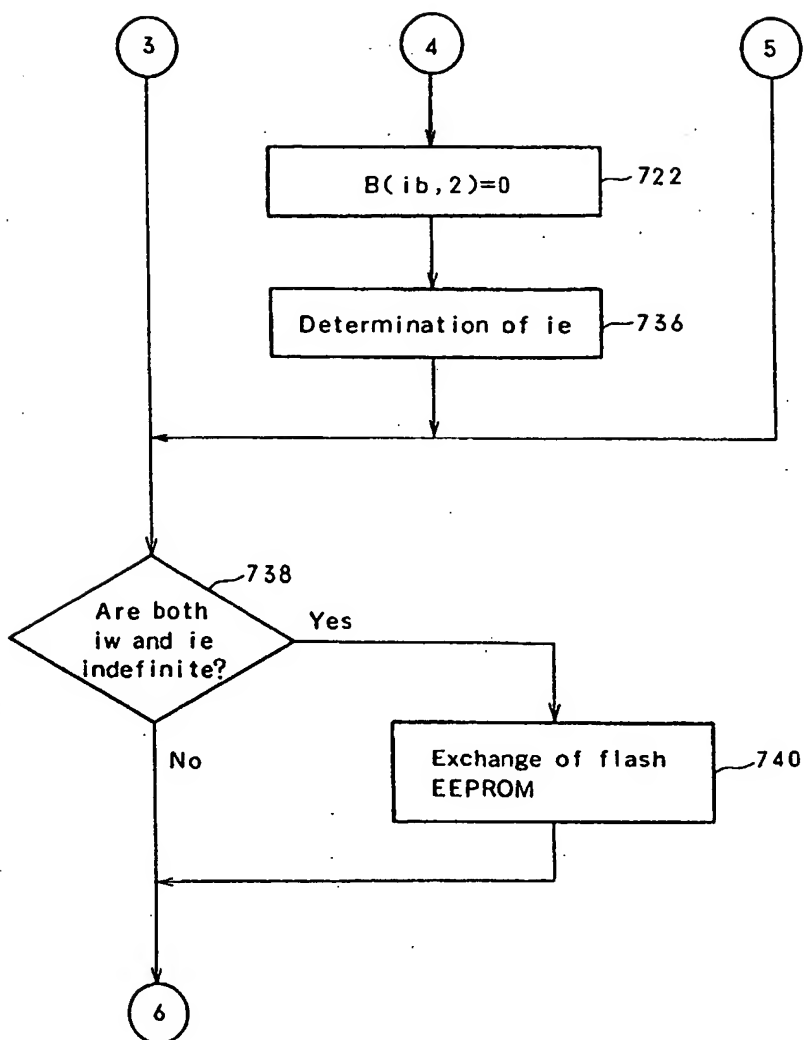 3
4
5
B(ib,2)=0
722
Determination of ie
736
738
Are both
iw and ie
indefinite?
Yes
No
Exchange of flash
EEPROM
740
6